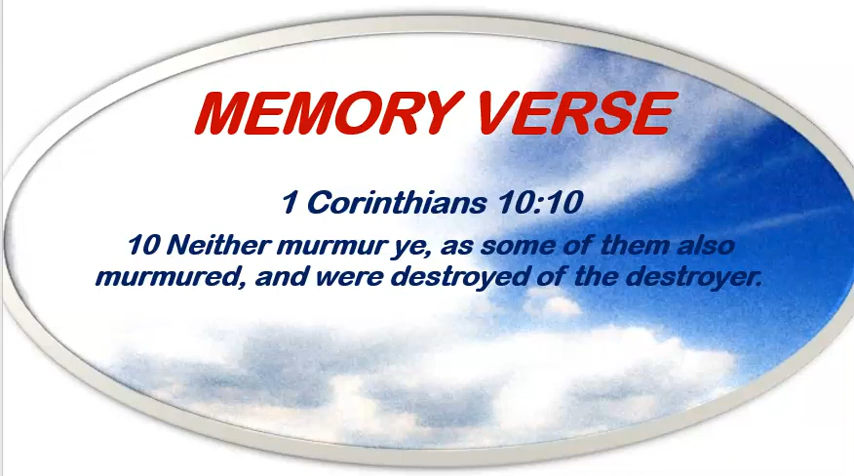 MEMORY VERSE
1 Corinthians 10:10
10 Neither murmur ye, as some of them also
murmured, and were destroyed of the destroyer.